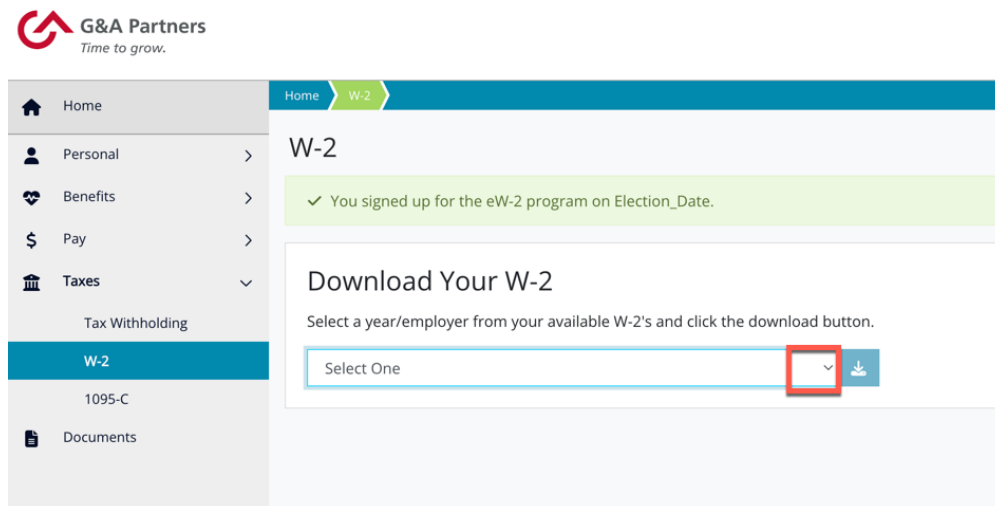 G&A Partners
Time to grow.
Home
Personal
Benefits
Pay
Taxes
Tax Withholding
W-2
1095-C
Documents
Home W-2
W-2
You signed up for the eW-2 program on Election_Date.
Download Your W-2
Select a year/employer from your available W-2's and click the download button.
Select One